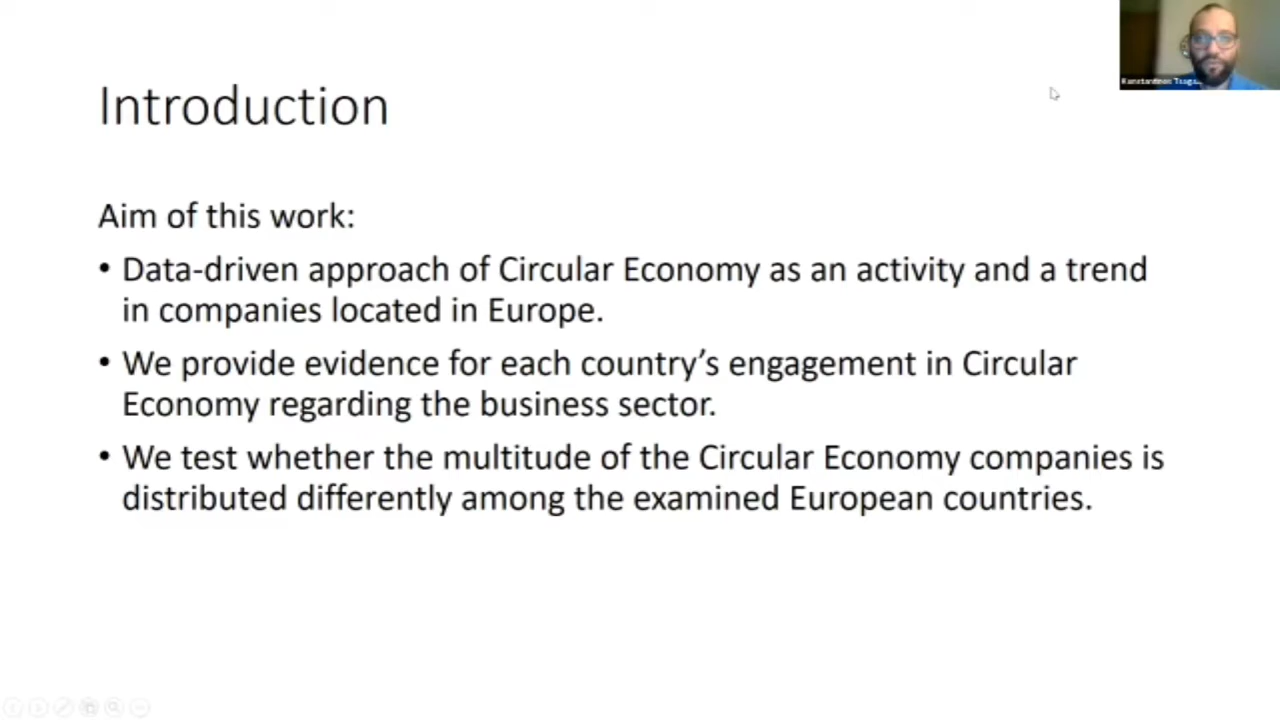 Introduction
Aim of this work:
• Data-driven approach of Circular Economy as an activity and a trend
in companies located in Europe.
• We provide evidence for each country’s engagement in Circular
Economy regarding the business sector.
• We test whether the multitude of the Circular Economy companies is
distributed differently among the examined European countries.
Konstantinos